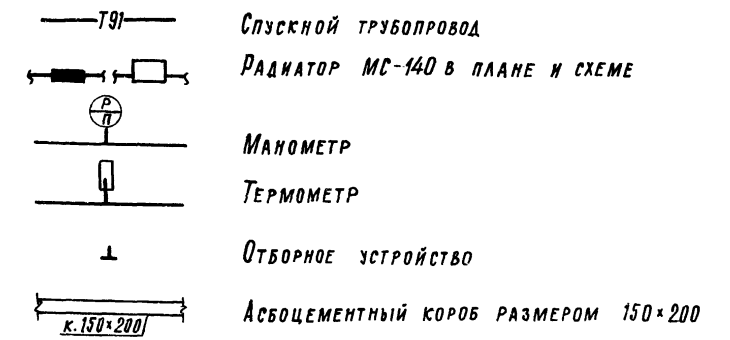 Т91 Спускной трубопровод
Радиатор МС-140 в плане и схеме
Р
П
Манометр
Термометр
Отборное устройство
Асбоцементный короб размером 150×200
к.150×200